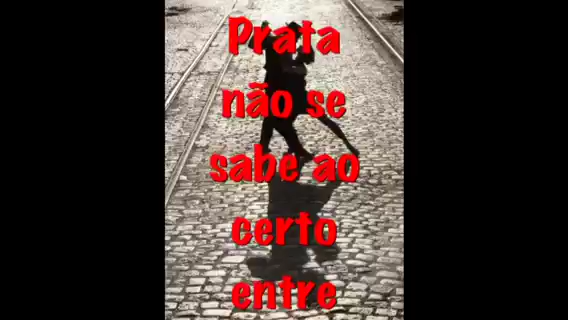 Prata
não se
sabe ao
certo
entre